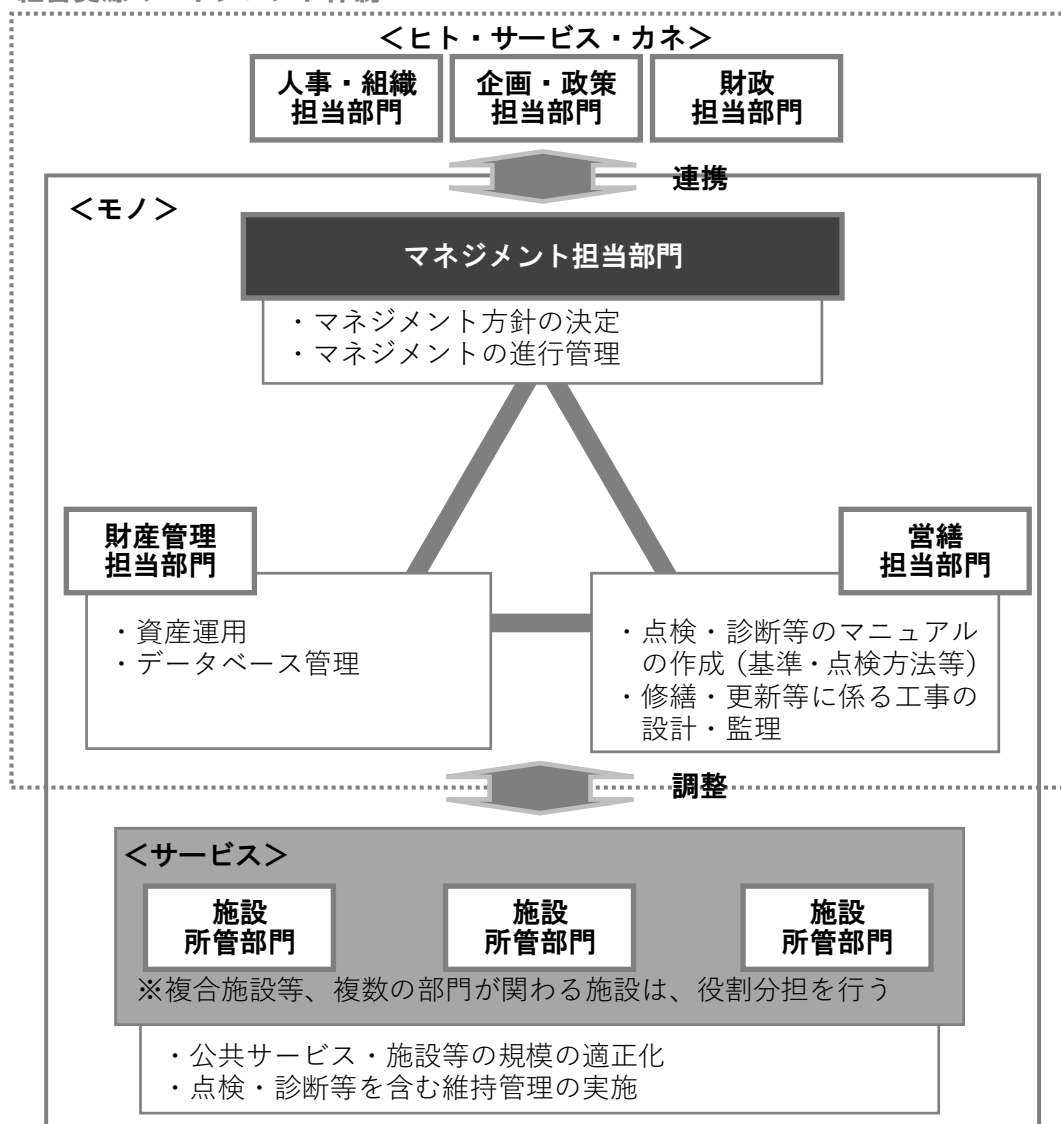 <ヒト・サービス・カネ>
人事・組織
担当部門
企画・政策
担当部門
財政
担当部門
連携
<モノ>
マネジメント担当部門
・マネジメント方針の決定
・マネジメントの進行管理
財産管理
担当部門
・資産運用
・データベース管理
営繕
担当部門
・点検・診断等のマニュアル
の作成（基準・点検方法等）
・修繕・更新等に係る工事の
設計・監理
調整
<サービス>
施設
所管部門
施設
所管部門
施設
所管部門
※複合施設等、複数の部門が関わる施設は、役割分担を行う
・公共サービス・施設等の規模の適正化
・点検・診断等を含む維持管理の実施